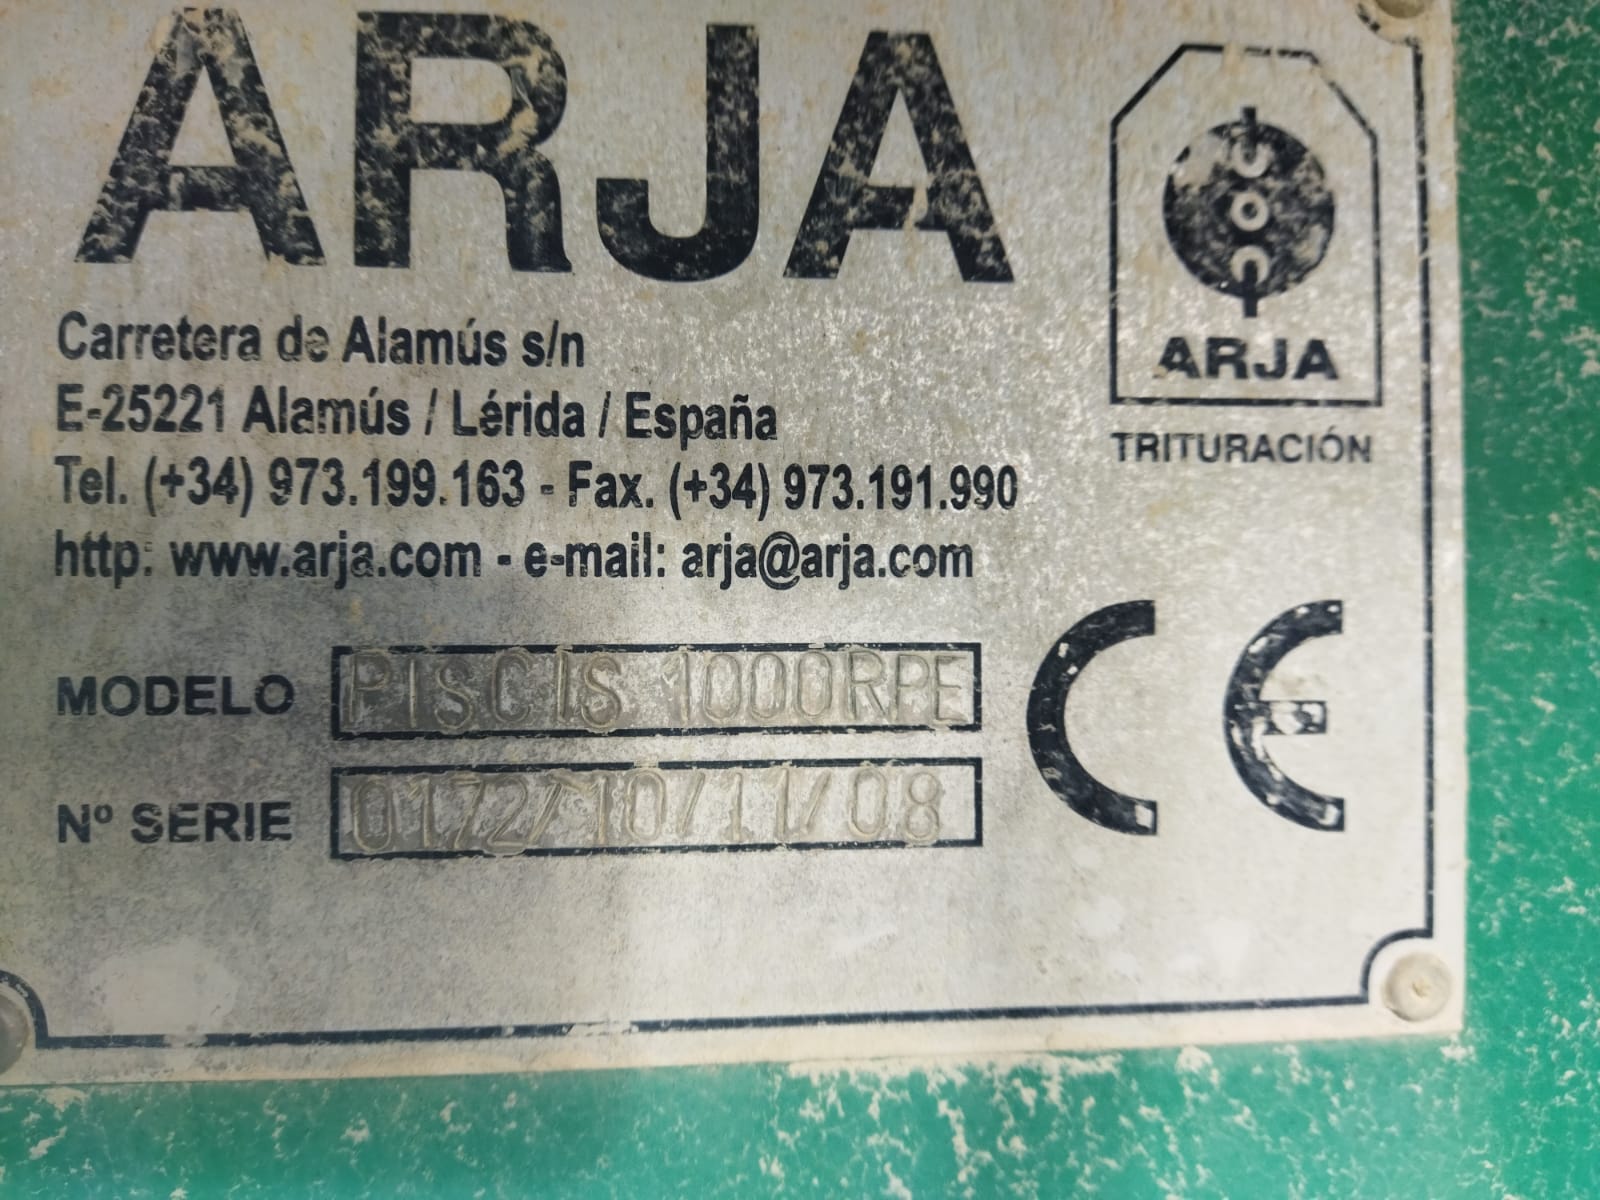 ARJA
ARJA
TRITURACIÓN
Carretera de Alamús s/n
E-25221 Alamús / Lérida / España
Tel. (+34) 973.199.163 - Fax. (+34) 973.191.990
http: www.arja.com - e-mail: arja@arja.com
MODELO PISCIS 1000RPE
Nº SERIE 0172/10/11/08
CE